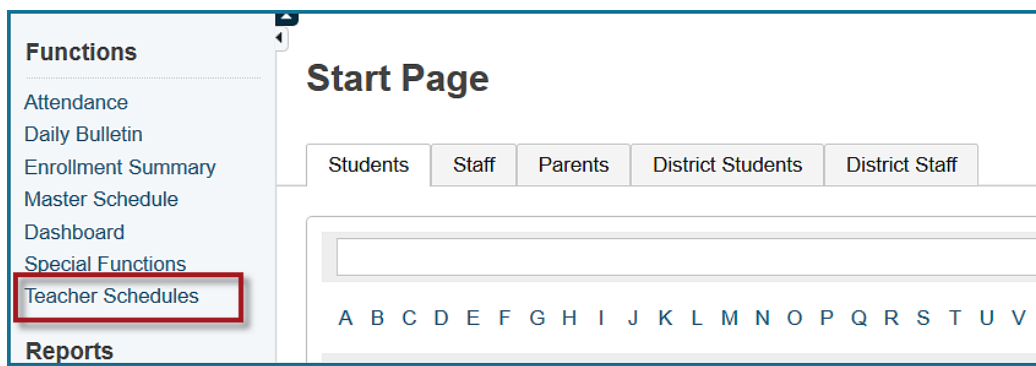 Functions
Attendance
Daily Bulletin
Enrollment Summary
Master Schedule
Dashboard
Special Functions
Teacher Schedules
Reports
Start Page
Students Staff Parents District Students District Staff
A B C D E F G H I J K L M N O P Q R S T U V